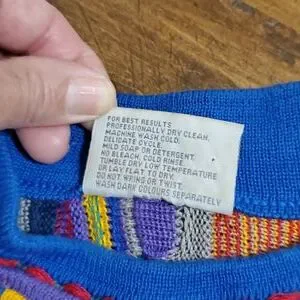 FOR BEST RESULTS
PROFESSIONALLY DRY CLEAN,
MACHINE WASH COLD.
DELICATE CYCLE.
MILD SOAP OR DETERGENT.
NO BLEACH, COLD RINSE
TUMBLE DRY LOW TEMPERATURE
OR LAY FLAT TO DRY.
DO NOT WRING OR TWIST.
WASH DARK COLOURS SEPARATELY